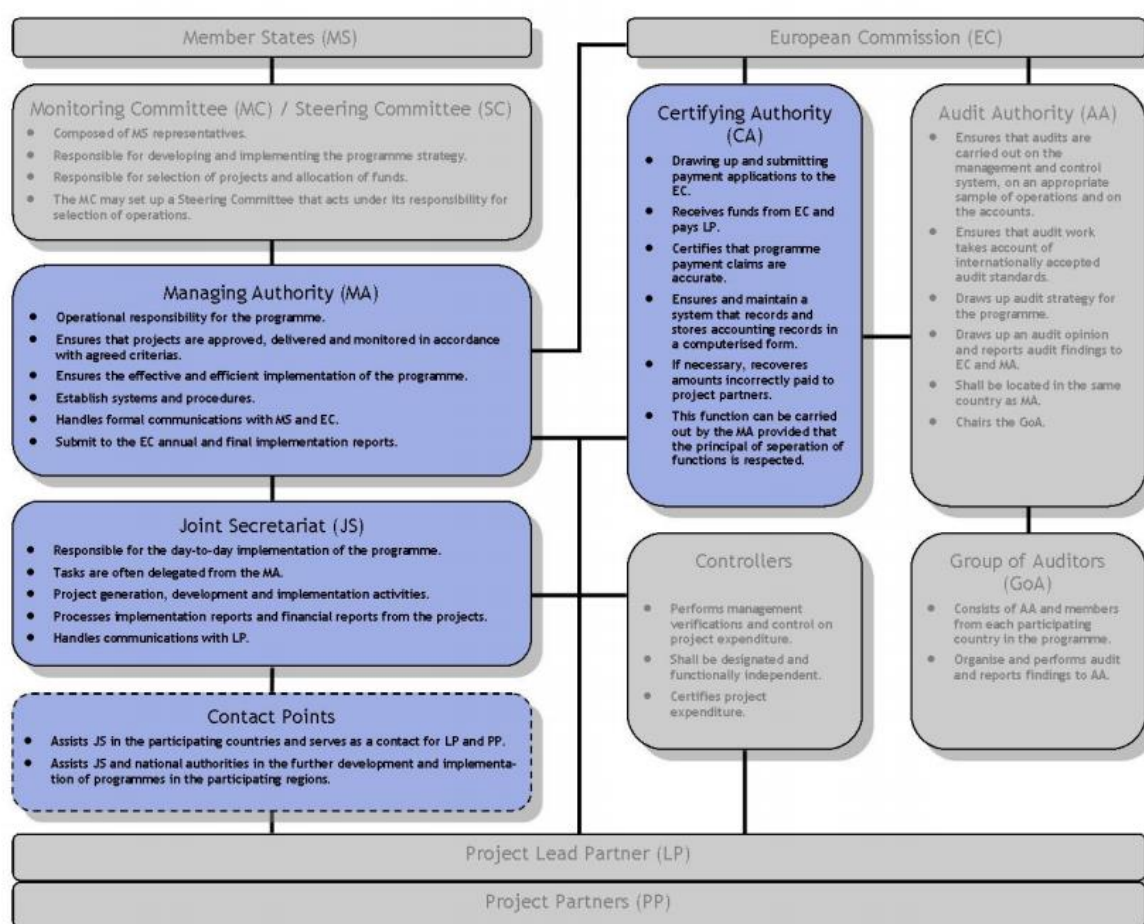 Member States (MS)
European Commission (EC)
Monitoring Committee (MC) / Steering Committee (SC)
● Composed of MS representatives.
● Responsible for developing and implementing the programme strategy.
● Responsible for selection of projects and allocation of funds.
● The MC may set up a Steering Committee that acts under its responsibility for
selection of operations.
Managing Authority (MA)
● Operational responsibility for the programme.
● Ensures that projects are approved, delivered and monitored in accordance
with agreed criterias.
● Ensures the effective and efficient implementation of the programme.
● Establish systems and procedures.
● Handles formal communications with MS and EC.
● Submit to the EC annual and final implementation reports.
Joint Secretariat (JS)
● Responsible for the day-to-day implementation of the programme.
● Tasks are often delegated from the MA.
● Project generation, development and implementation activities.
● Processes implementation reports and financial reports from the projects.
● Handles communications with LP.
Contact Points
● Assists JS in the participating countries and serves as a contact for LP and PP.
● Assists JS and national authorities in the further development and implementa-
tion of programmes in the participating regions.
Certifying Authority
(CA)
● Drawing up and submitting
payment applications to the
EC.
● Receives funds from EC and
pays LP.
● Certifies that programme
payment claims are
accurate.
● Ensures and maintain a
system that records and
stores accounting records in
a computerised form.
● If necessary, recoveres
amounts incorrectly paid to
project partners.
● This function can be carried
out by the MA provided that
the principal of seperation of
functions is respected.
Audit Authority (AA)
● Ensures that audits are
carried out on the
management and control
system, on an appropriate
sample of operations and on
the accounts.
● Ensures that audit work
takes account of
internationally accepted
audit standards.
● Draws up audit strategy for
the programme.
● Draws up an audit opinion
and reports audit findings to
EC and MA.
● Shall be located in the same
country as MA.
● Chairs the GoA.
Controllers
● Performs management
verifications and control on
project expenditure.
● Shall be designated and
functionally independent.
● Certifies project
expenditure.
Group of Auditors
(GoA)
● Consists of AA and members
from each participating
country in the programme.
● Organise and performs audit
and reports findings to AA.
Project Lead Partner (LP)
Project Partners (PP)